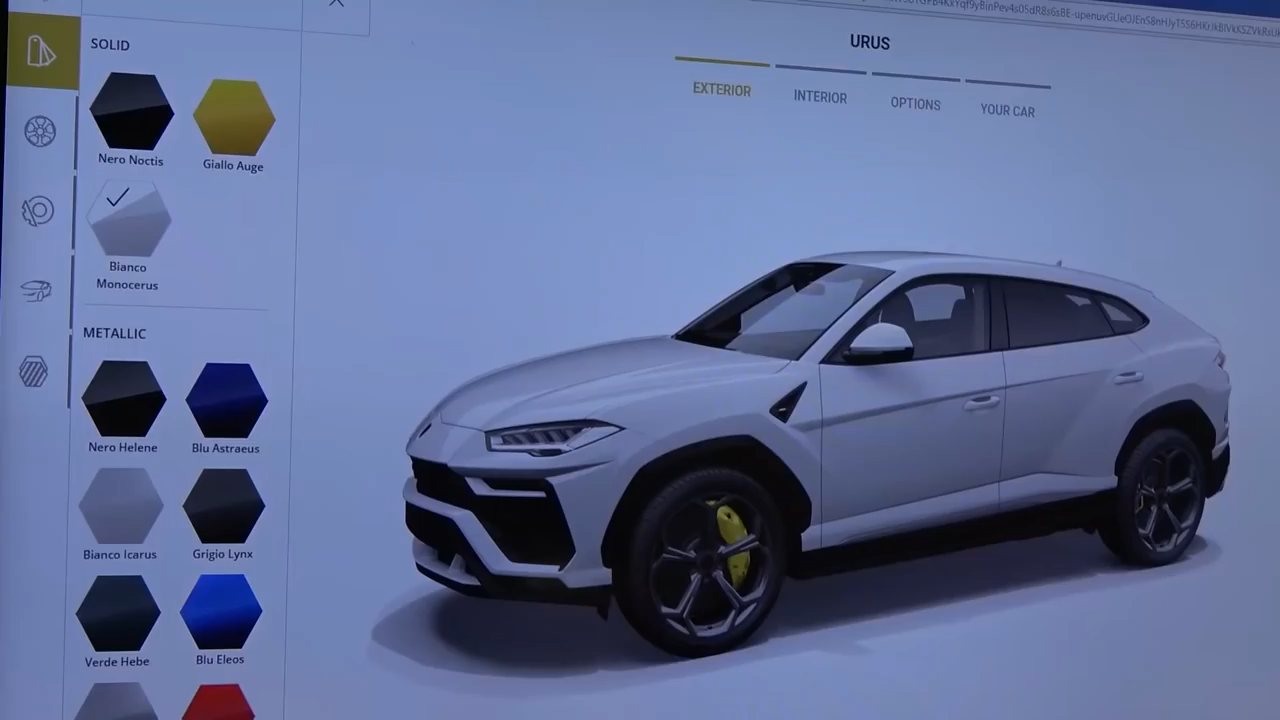 URUS
EXTERIOR
INTERIOR
OPTIONS
YOUR CAR
SOLID
Nero Noctis
Giallo Auge
Bianco
Monocerus
METALLIC
Nero Helene
Blu Astraeus
Bianco Icarus
Grigio Lynx
Verde Hebe
Blu Eleos